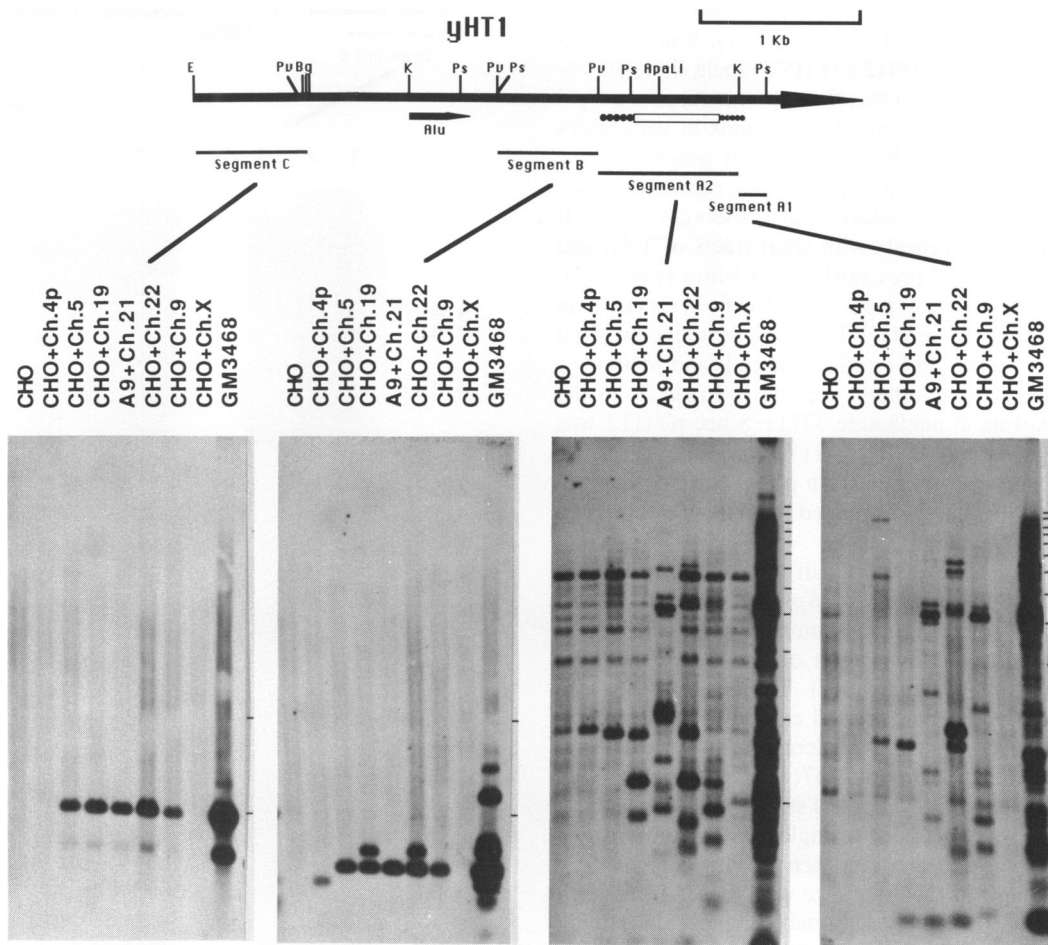 yHT1
1 Kb
E PvBg K Ps Pv Ps Pv Ps ApaLI K Ps
Alu
Segment C
Segment B
Segment A2
Segment A1
CHO
CHO+Ch.4p
CHO+Ch.5
CHO+Ch.19
A9+Ch.21
CHO+Ch.22
CHO+Ch.9
CHO+Ch.X
GM3468
CHO
CHO+Ch.4p
CHO+Ch.5
CHO+Ch.19
A9+Ch.21
CHO+Ch.22
CHO+Ch.9
CHO+Ch.X
GM3468
CHO
CHO+Ch.4p
CHO+Ch.5
CHO+Ch.19
A9+Ch.21
CHO+Ch.22
CHO+Ch.9
CHO+Ch.X
GM3468
CHO
CHO+Ch.4p
CHO+Ch.5
CHO+Ch.19
A9+Ch.21
CHO+Ch.22
CHO+Ch.9
CHO+Ch.X
GM3468